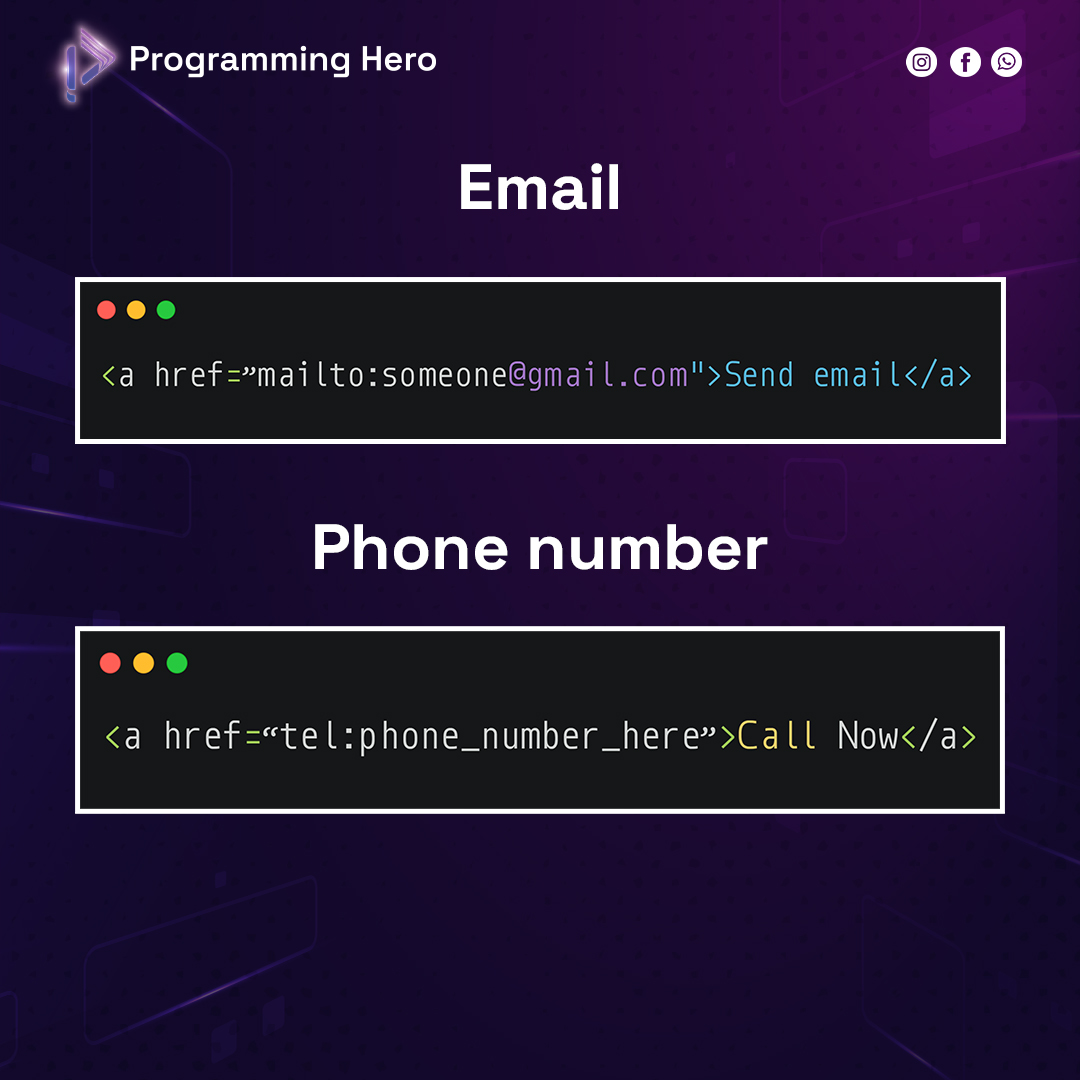 Programming Hero
Email
<a href=”mailto:someone@gmail.com">Send email</a>
Phone number
<a href=“tel:phone_number_here”>Call Now</a>